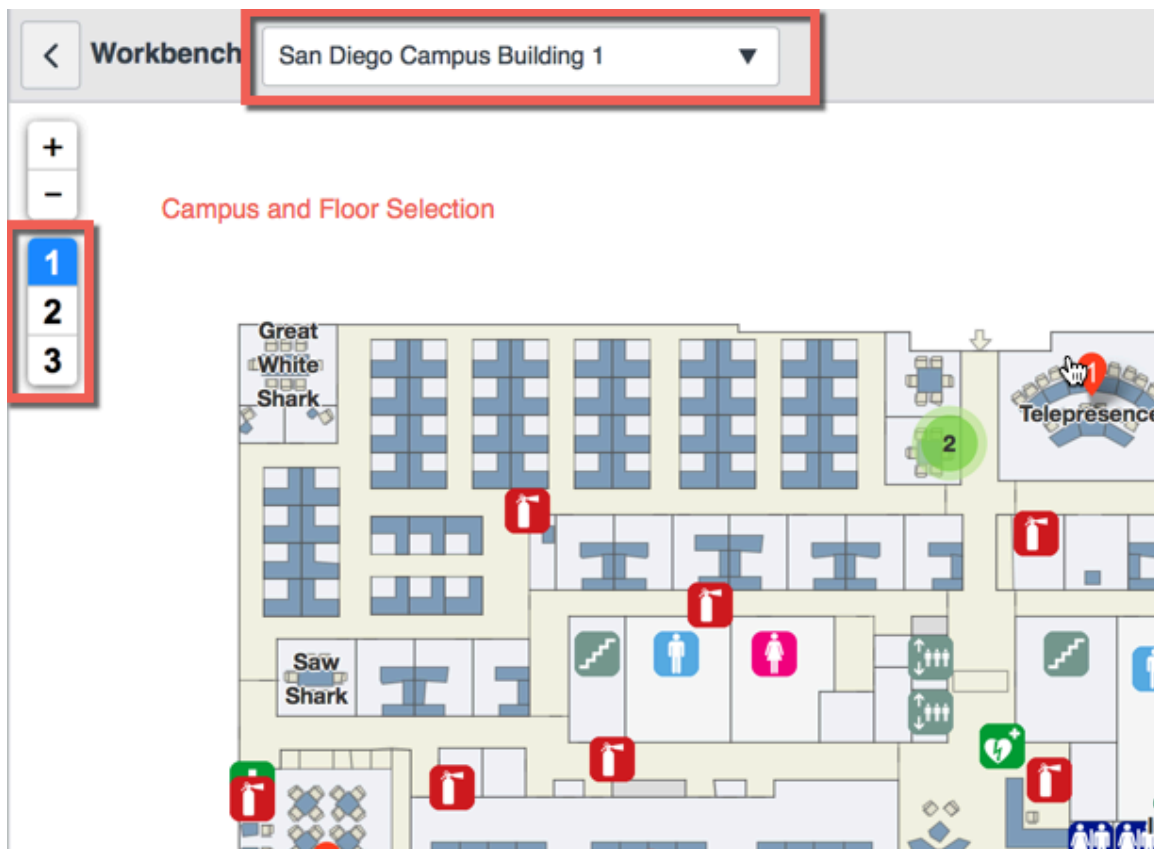 Workbench
San Diego Campus Building 1
+
−
Campus and Floor Selection
1
2
3
Great
White
Shark
1
Telepresence
2
Saw
Shark